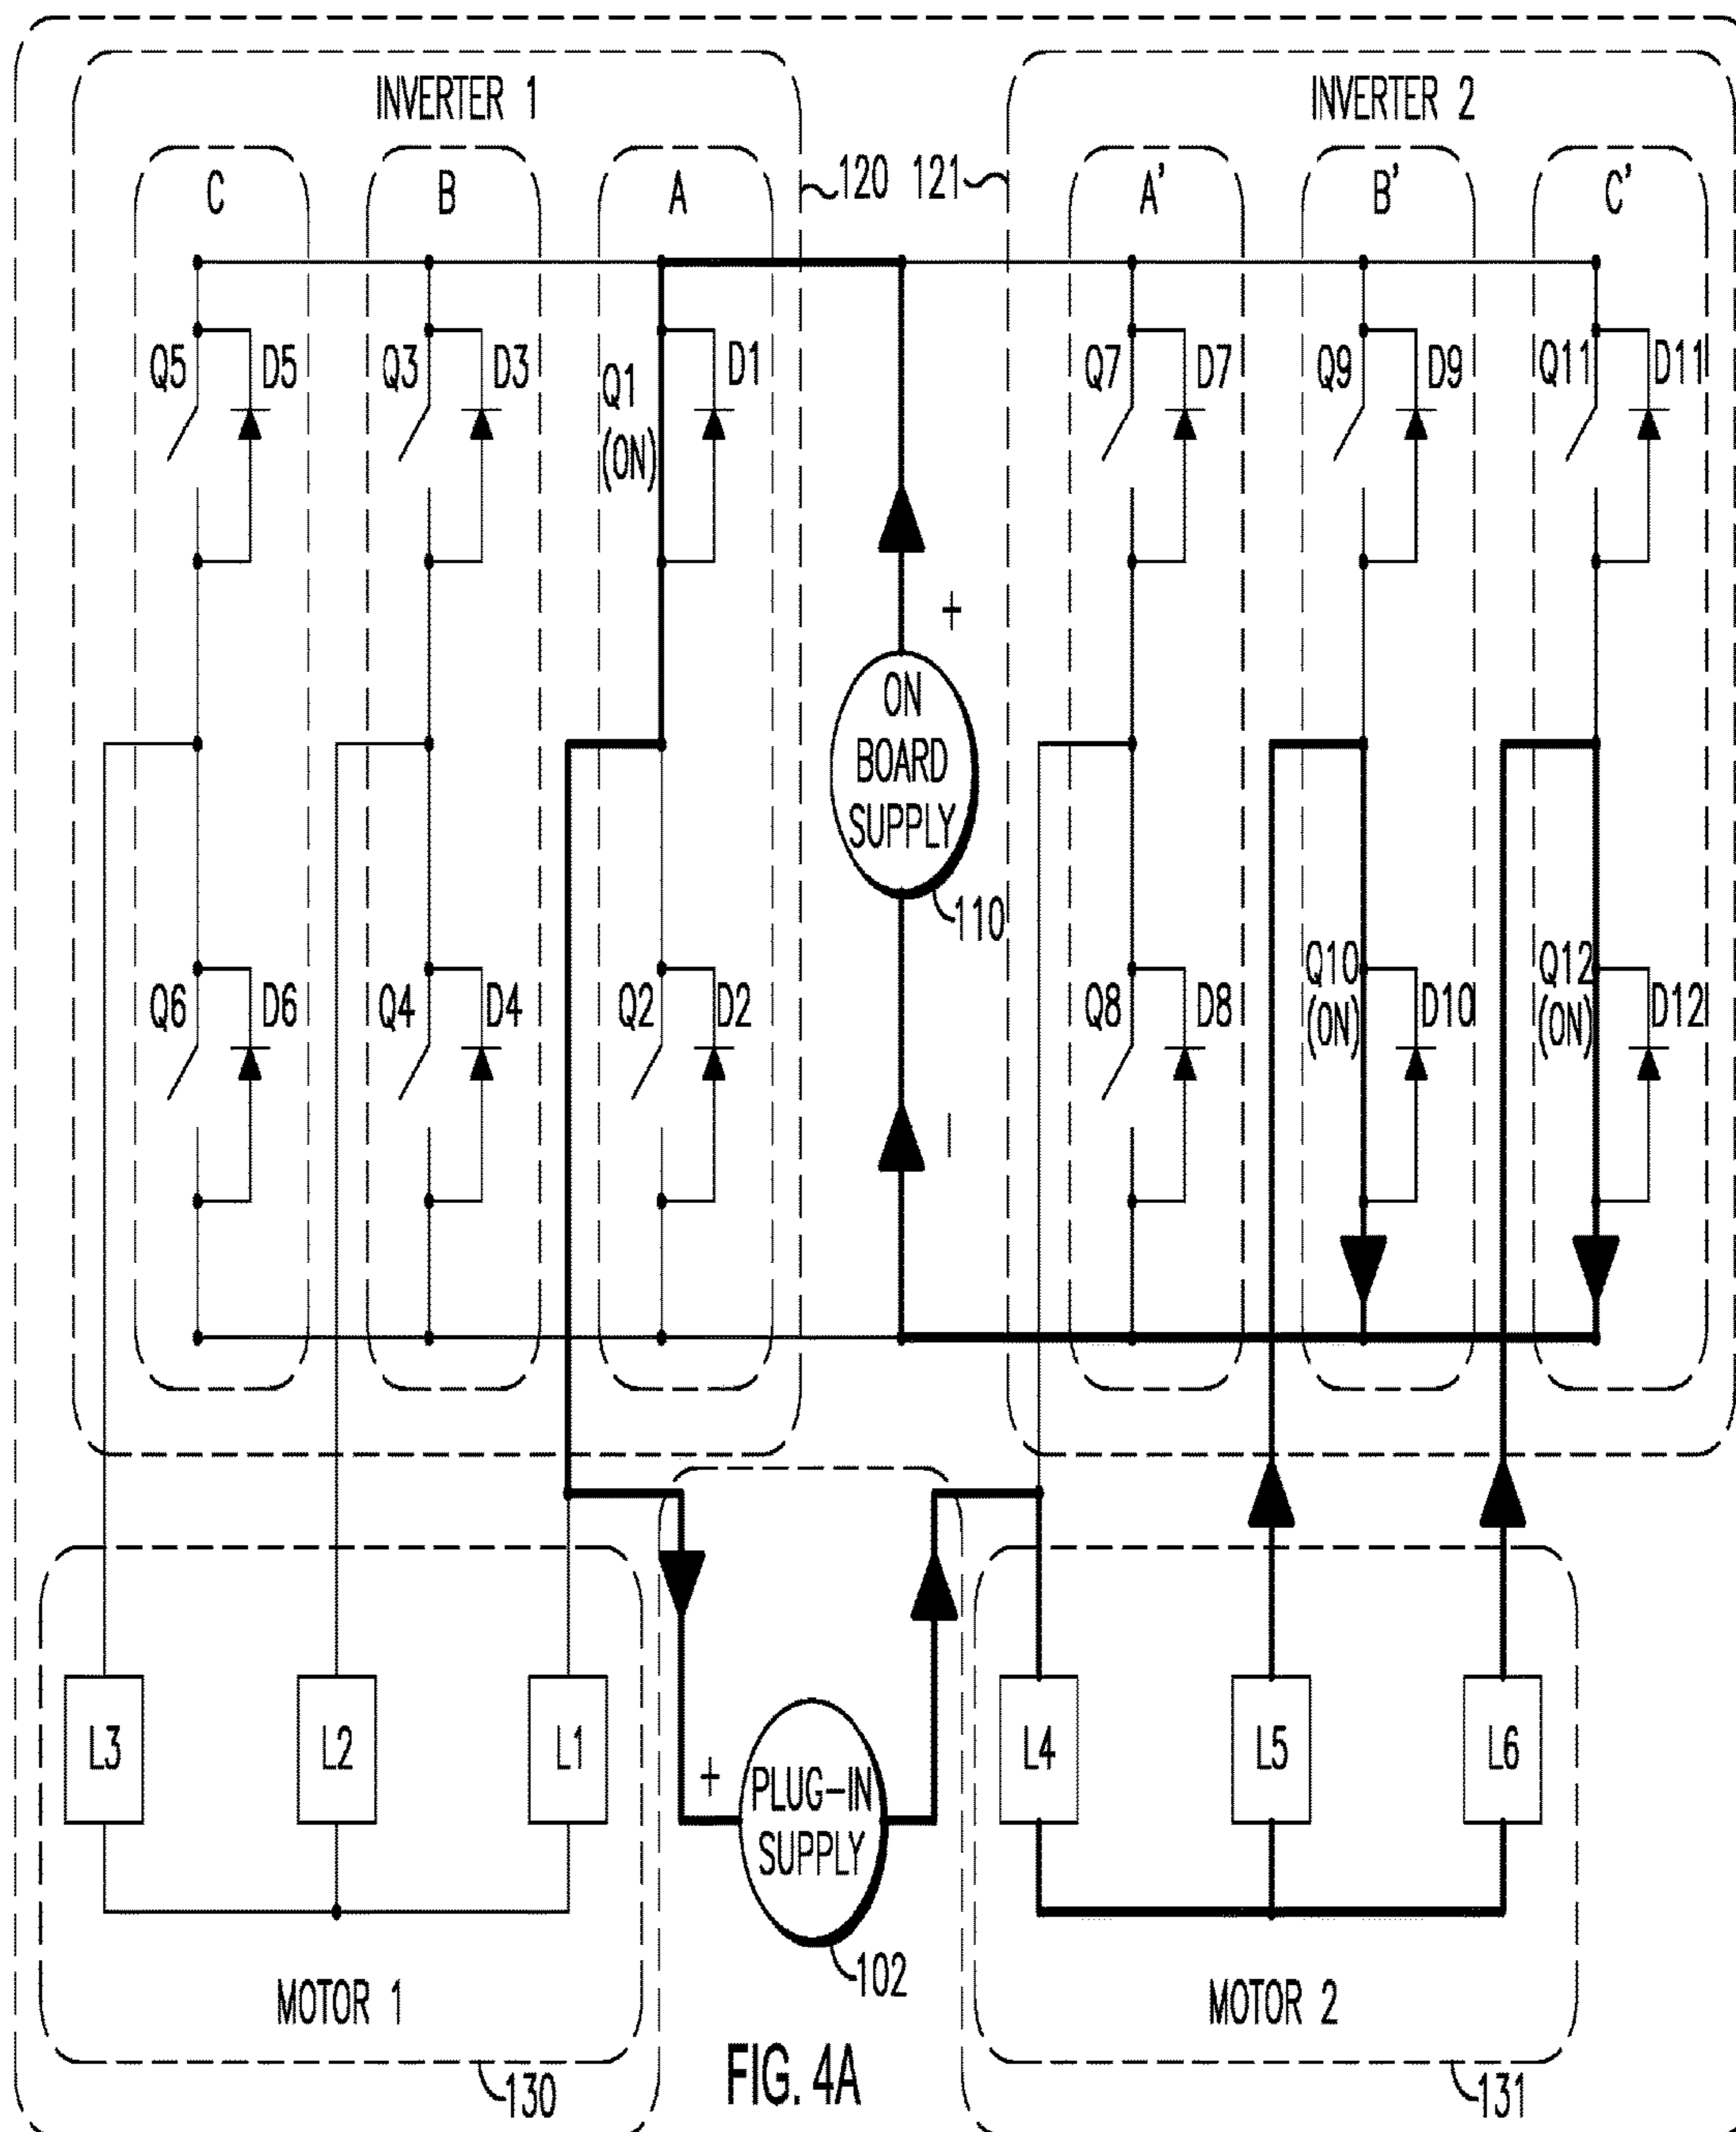 INVERTER 1
INVERTER 2
C
B
A
120
121
A'
B'
C'
Q5
D5
Q3
D3
Q1
(ON)
D1
Q7
D7
Q9
D9
Q11
D11
+
ON
BOARD
SUPPLY
110
Q6
D6
Q4
D4
Q2
D2
–
Q8
D8
Q10
(ON)
D10
Q12
(ON)
D12
L3
L2
L1
+
PLUG-IN
SUPPLY
102
L4
L5
L6
MOTOR 1
MOTOR 2
130
131
FIG. 4A